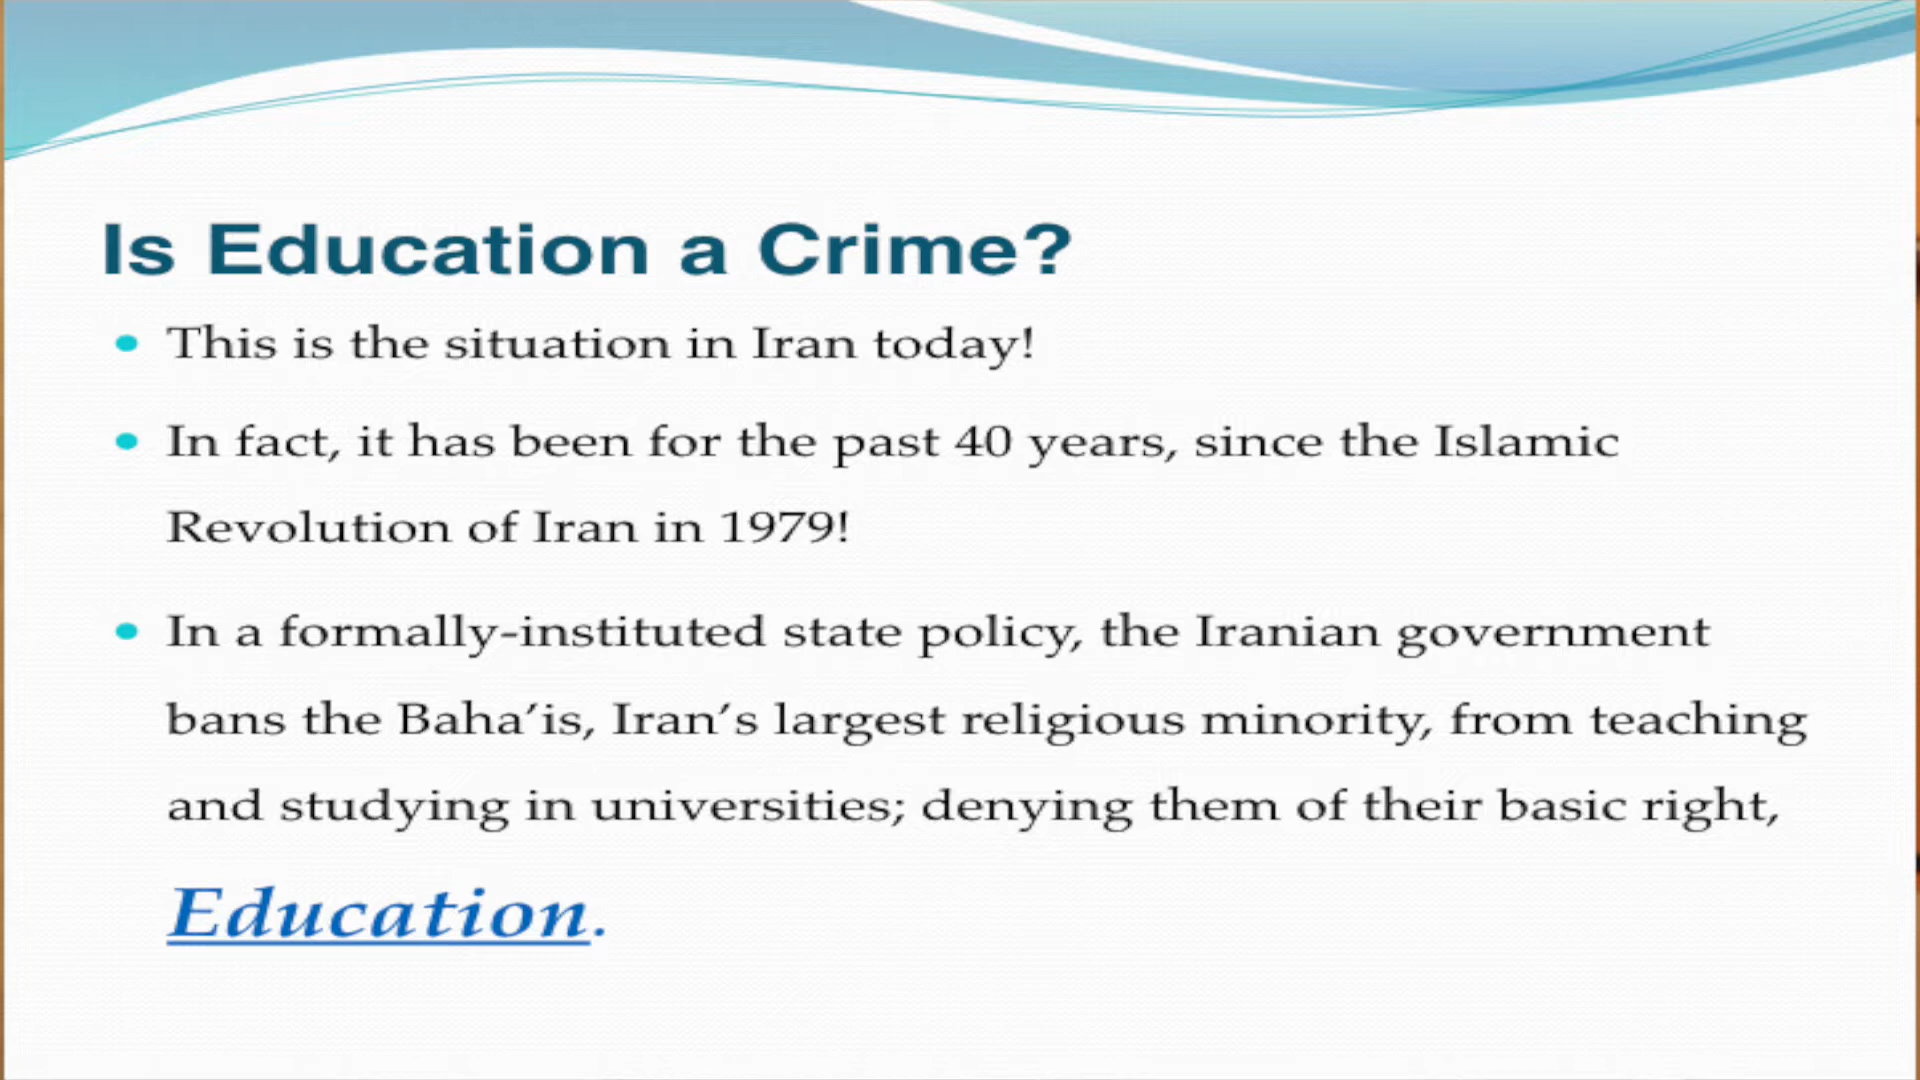 Is Education a Crime?
• This is the situation in Iran today!
• In fact, it has been for the past 40 years, since the Islamic
Revolution of Iran in 1979!
• In a formally-instituted state policy, the Iranian government
bans the Baha’is, Iran’s largest religious minority, from teaching
and studying in universities; denying them of their basic right,
Education.